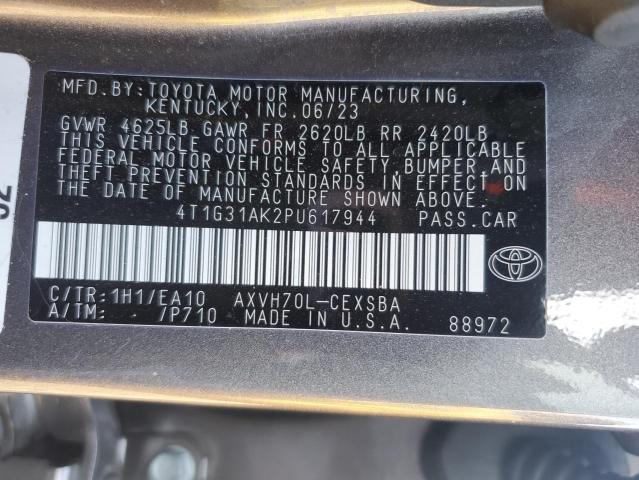 MFD.BY:TOYOTA MOTOR MANUFACTURING,
KENTUCKY, INC. 06/23
GVWR 4625LB GAWR FR 2620LB RR 2420LB
THIS VEHICLE CONFORMS TO ALL APPLICABLE
FEDERAL MOTOR VEHICLE SAFETY, BUMPER, AND
THEFT PREVENTION STANDARDS IN EFFECT ON
THE DATE OF MANUFACTURE SHOWN ABOVE.
4T1G31AK2PU617944 PASS.CAR
C/TR:1H1/EA10 AXVH70L-CEXSBA
A/TM: /P710 MADE IN U.S.A. 88972